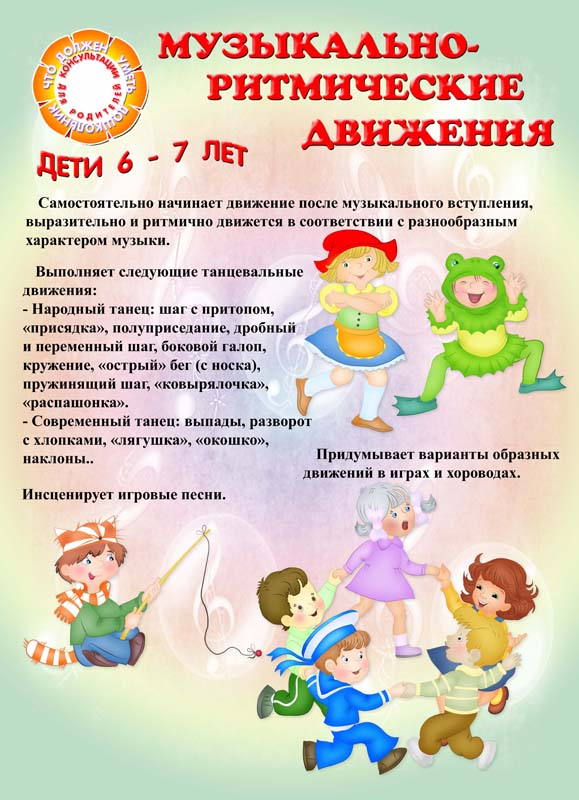 ЧТО ДОЛЖЕН УМЕТЬ
ДОШКОЛЬНИК
КОНСУЛЬТАЦИИ
ДЛЯ РОДИТЕЛЕЙ
МУЗЫКАЛЬНО-
РИТМИЧЕСКИЕ
ДВИЖЕНИЯ
ДЕТИ 6 - 7 ЛЕТ
Самостоятельно начинает движение после музыкального вступления,
выразительно и ритмично движется в соответствии с разнообразным
характером музыки.
Выполняет следующие танцевальные
движения:
- Народный танец: шаг с притопом,
«присядка», полуприседание, дробный
и переменный шаг, боковой галоп,
кружение, «острый» бег (с носка),
пружинящий шаг, «ковырялочка»,
«распашонка».
- Современный танец: выпады, разворот
с хлопками, «лягушка», «окошко»,
наклоны..
Придумывает варианты образных
движений в играх и хороводах.
Инсценирует игровые песни.